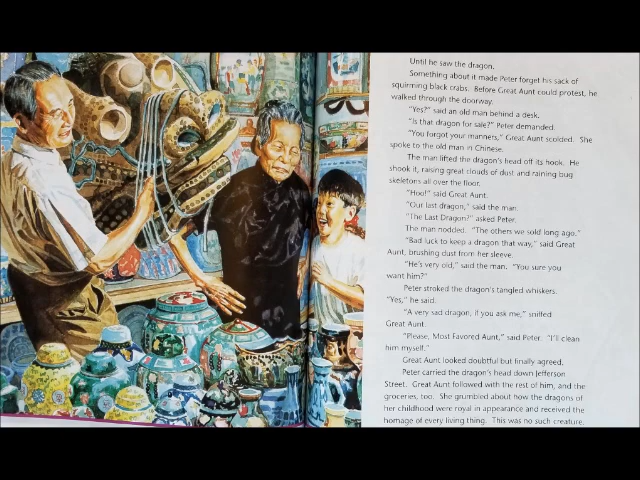 Until he saw the dragon.
Something about it made Peter forget his sack of
squirming black crabs. Before Great Aunt could protest, he
walked through the doorway.
"Yes?" said an old man behind a desk.
"Is that dragon for sale?" Peter demanded.
"You forgot your manners," Great Aunt scolded. She
spoke to the old man in Chinese.
The man lifted the dragon's head off its hook. He
shook it, raising great clouds of dust and raining bug
skeletons all over the floor.
"Hoo!" said Great Aunt.
"Our last dragon," said the man.
"The Last Dragon?" asked Peter.
The man nodded. "The others we sold long ago."
"Bad luck to keep a dragon that way," said Great
Aunt, brushing dust from her sleeve.
"He's very old," said the man. "You sure you
want him?"
Peter stroked the dragon's tangled whiskers.
"Yes," he said.
"A very sad dragon, if you ask me," sniffed
Great Aunt.
"Please, Most Favored Aunt," said Peter. "I'll clean
him myself."
Great Aunt looked doubtful but finally agreed.
Peter carried the dragon's head down Jefferson
Street. Great Aunt followed with the rest of him, and the
groceries, too. She grumbled about how the dragons of
her childhood were royal in appearance and received the
homage of every living thing. This was no such creature.